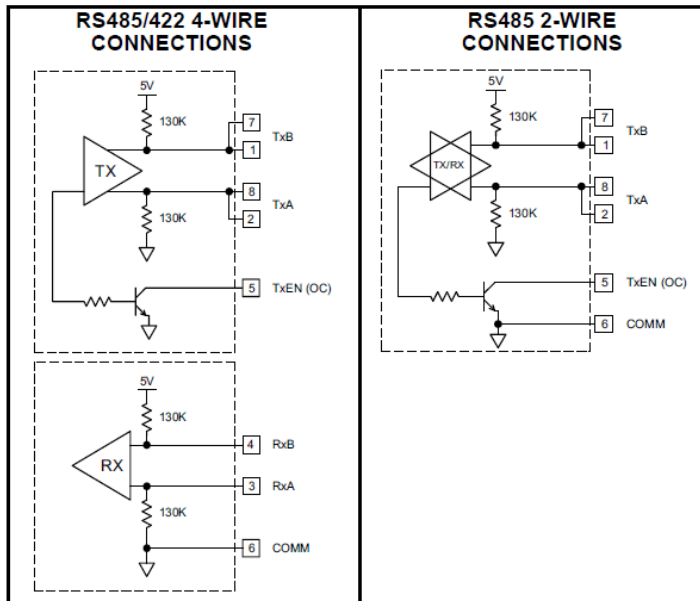 RS485/422 4-WIRE
CONNECTIONS
5V
130K
7
TxB
1
TX
8
TxA
130K
2
5
TxEN (OC)
5V
130K
4
RxB
RX
3
RxA
130K
6
COMM
RS485 2-WIRE
CONNECTIONS
5V
130K
7
TxB
1
TX/RX
8
TxA
130K
2
5
TxEN (OC)
6
COMM